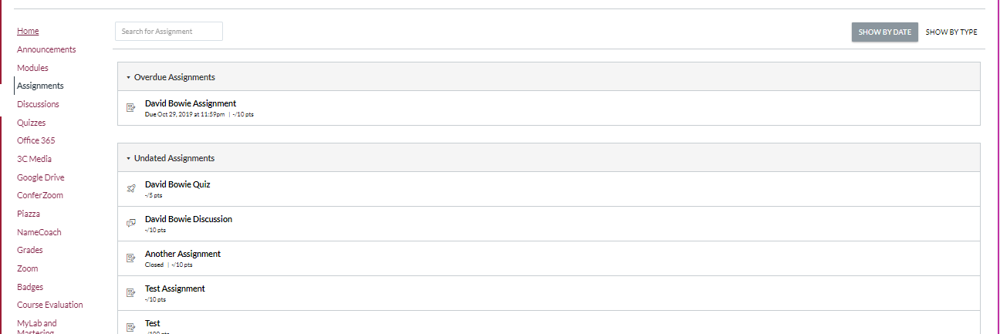 Home
Announcements
Modules
Assignments
Discussions
Quizzes
Office 365
3C Media
Google Drive
ConferZoom
Piazza
NameCoach
Grades
Zoom
Badges
Course Evaluation
MyLab and
Mastering
Search for Assignment
SHOW BY DATE
SHOW BY TYPE
Overdue Assignments
David Bowie Assignment
Due Oct 29, 2019 at 11:59pm | -/10 pts
Undated Assignments
David Bowie Quiz
-/5 pts
David Bowie Discussion
-/10 pts
Another Assignment
Closed | -/10 pts
Test Assignment
-/10 pts
Test
-/100 pts